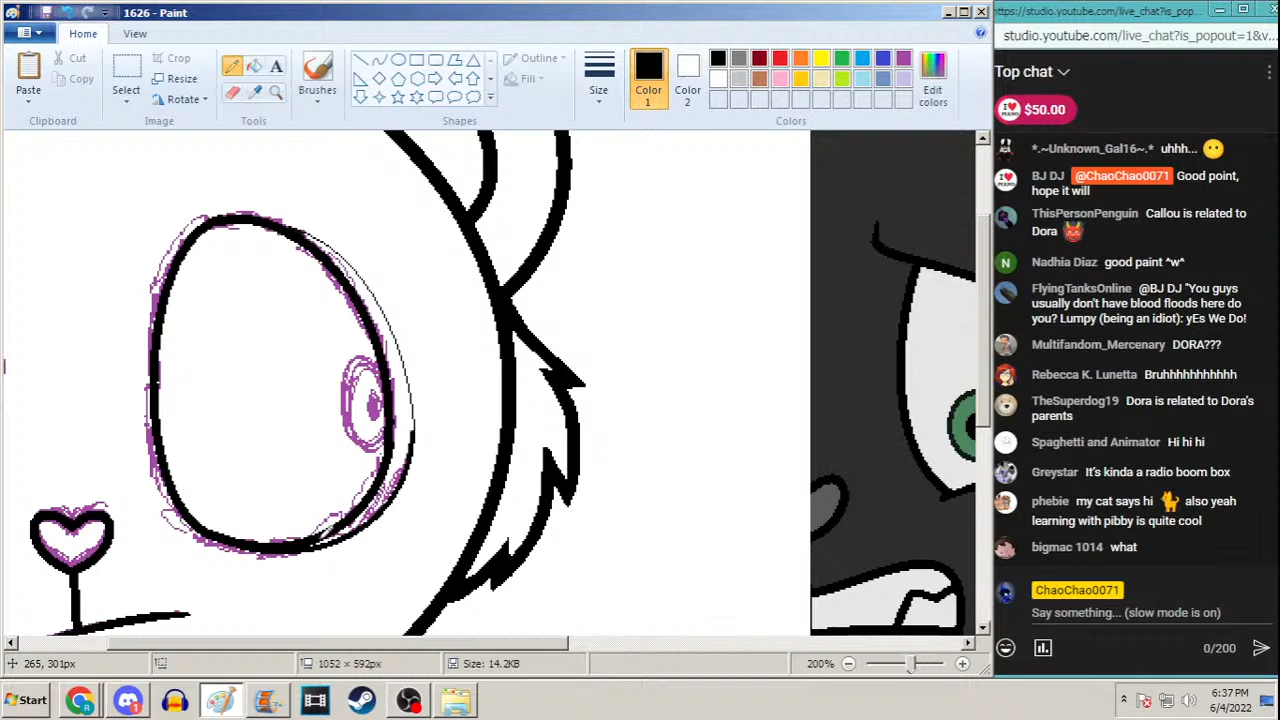 1626 - Paint
https://studio.youtube.com/live_chat?is_pop...
studio.youtube.com/live_chat?is_popout=1&v...
Home
View
Paste
Cut
Copy
Clipboard
Select
Crop
Resize
Rotate
Image
Tools
Brushes
Outline
Fill
Shapes
Size
Color
1
Color
2
Edit
colors
Colors
Top chat
I
PIANO
$50.00
*.~Unknown_Gal16~.* uhhh...
BJ DJ @ChaoChao0071 Good point,
hope it will
ThisPersonPenguin Callou is related to
Dora
N
Nadhia Diaz good paint ^w^
FlyingTanksOnline @BJ DJ "You guys
usually don't have blood floods here do
you? Lumpy (being an idiot): yEs We Do!
Multifandom_Mercenary DORA???
Rebecca K. Lunetta Bruhhhhhhhhhh
TheSuperdog19 Dora is related to Dora's
parents
Spaghetti and Animator Hi hi hi
Greystar It's kinda a radio boom box
phebie my cat says hi also yeah
learning with pibby is quite cool
bigmac 1014 what
ChaoChao0071
Say something... (slow mode is on)
0/200
265, 301px
1052 × 592px
Size: 14.2KB
200%
Start
R
1
6:37 PM
6/4/2022